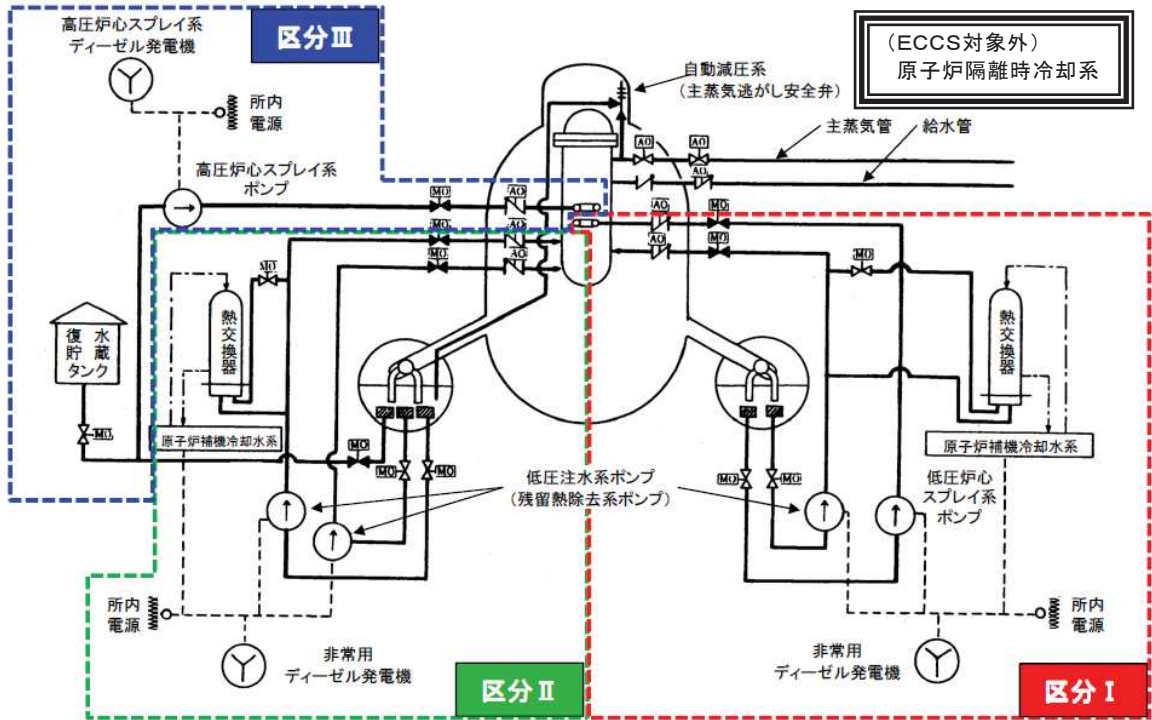 高圧炉心スプレイ系
ディーゼル発電機
区分Ⅲ
(ECCS対象外)
原子炉隔離時冷却系
所内
電源
自動減圧系
(主蒸気逃がし安全弁)
主蒸気管
給水管
AO
AO
高圧炉心スプレイ系
ポンプ
MO
AO
MO
AO
MO
AO
AO
MO
AO
MO
MO
MO
復水
貯蔵
タンク
熱交換器
熱交換器
MO
原子炉補機冷却水系
MO
MO
MO
低圧注水系ポンプ
(残留熱除去系ポンプ)
MO
MO
原子炉補機冷却水系
低圧炉心
スプレイ系
ポンプ
所内
電源
非常用
ディーゼル発電機
区分Ⅱ
非常用
ディーゼル発電機
所内
電源
区分Ⅰ